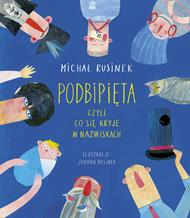 MICHAŁ RUSINEK
PODBIPIĘTA
CZYLI
CO SIĘ KRYJE
W NAZWISKACH
ILUSTRACJE:
JOANNA RUSINEK